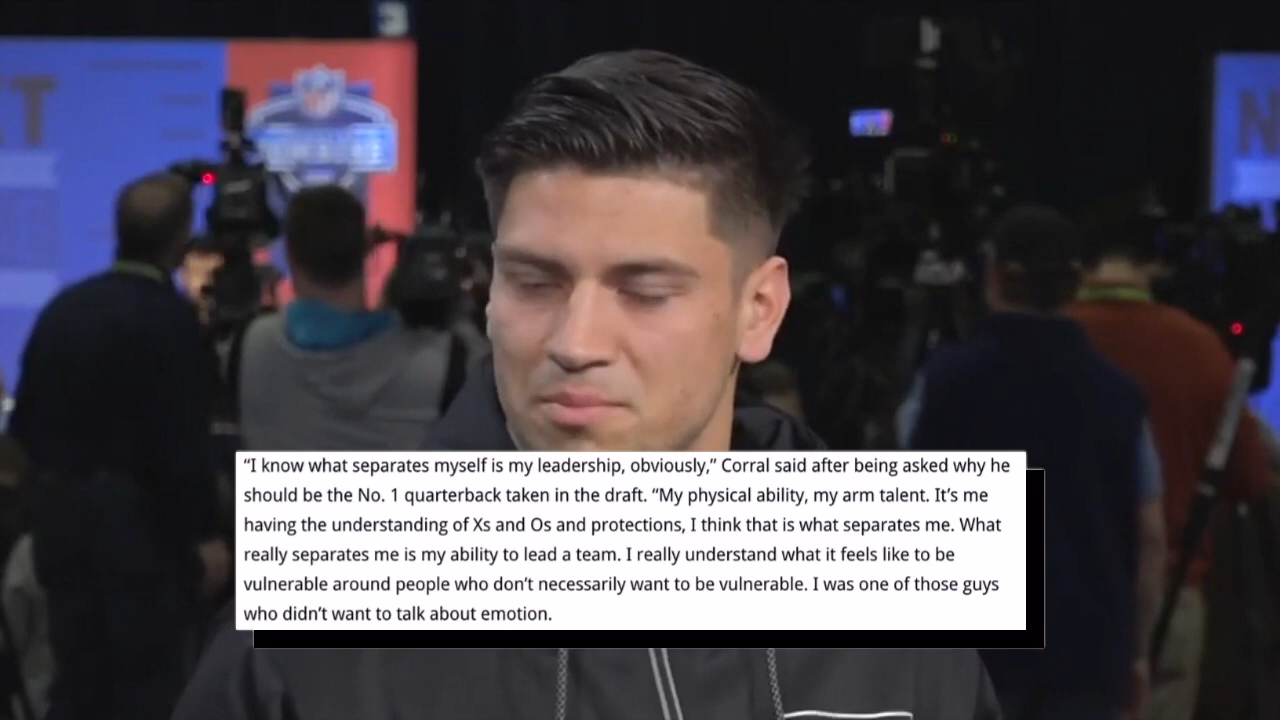 NFL
“I know what separates myself is my leadership, obviously,” Corral said after being asked why he
should be the No. 1 quarterback taken in the draft. “My physical ability, my arm talent. It’s me
having the understanding of Xs and Os and protections, I think that is what separates me. What
really separates me is my ability to lead a team. I really understand what it feels like to be
vulnerable around people who don’t necessarily want to be vulnerable. I was one of those guys
who didn’t want to talk about emotion.